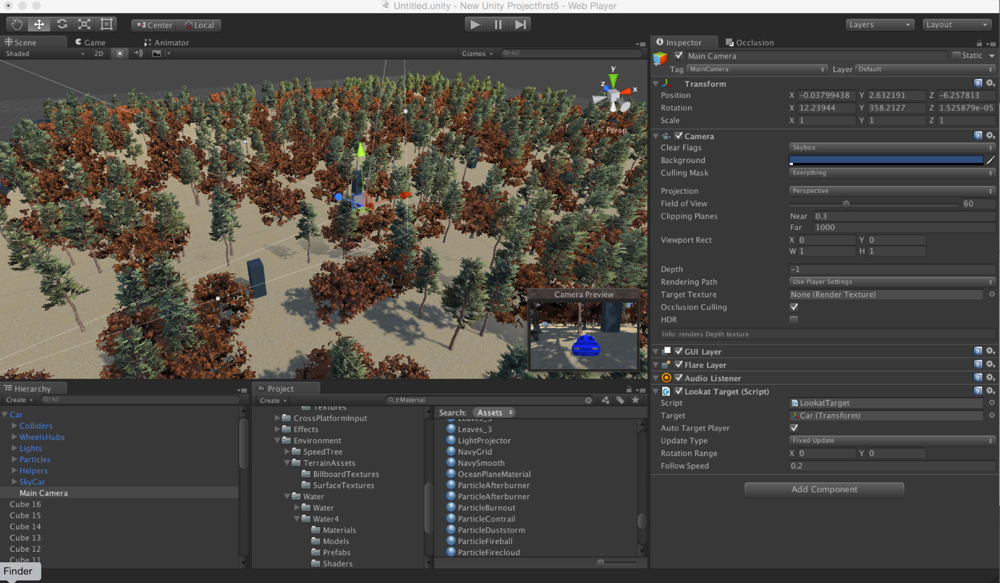 Untitled.unity - New Unity Projectfirst5 - Web Player
Center Local
Layers Layout
Scene Game Animator
Shaded 2D Gizmos All
y
z x
Persp
Camera Preview
Inspector Occlusion
Main Camera Static
Tag MainCamera Layer Default
Transform
Position X -0.03799438 Y 2.632191 Z -6.257813
Rotation X 12.23944 Y 358.2127 Z 1.525879e-05
Scale X 1 Y 1 Z 1
Camera
Clear Flags Skybox
Background
Culling Mask Everything
Projection Perspective
Field of View 60
Clipping Planes Near 0.3
Far 1000
Viewport Rect X 0 Y 0
W 1 H 1
Depth -1
Rendering Path Use Player Settings
Target Texture None (Render Texture)
Occlusion Culling
HDR
Info: renders Depth texture
GUI Layer
Flare Layer
Audio Listener
Lookat Target (Script)
Script LookatTarget
Target Car (Transform)
Auto Target Player
Update Type Fixed Update
Rotation Range X 0 Y 0
Follow Speed 0.2
Add Component
Hierarchy
Create All
Car
Colliders
WheelsHubs
Lights
Particles
Helpers
SkyCar
Main Camera
Cube 16
Cube 15
Cube 14
Cube 13
Cube 12
Cube 11
Finder
Project
Create t:Material
Textures
CrossPlatformInput
Effects
Environment
SpeedTree
TerrainAssets
BillboardTextures
SurfaceTextures
Water
Water
Water4
Materials
Models
Prefabs
Shaders
Search: Assets
Leaves_3
Leaves_3
LightProjector
NavyGrid
NavySmooth
OceanPlaneMaterial
ParticleAfterburner
ParticleAfterburner
ParticleBurnout
ParticleContrail
ParticleDuststorm
ParticleFireball
ParticleFirecloud